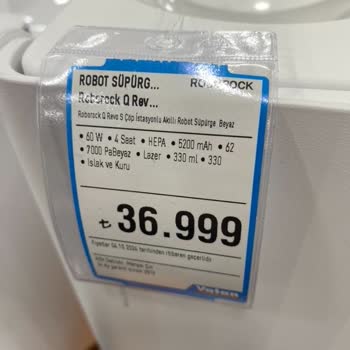 ROBOT SÜPÜRG... ROBOROCK
Roborock Q Rev...
Roborock Q Revo S Çöp İstasyonlu Akıllı Robot Süpürge Beyaz
• 60 W • 4 Saat • HEPA • 5200 mAh • 62
• 7000 PaBeyaz • Lazer • 330 ml • 330
• Islak ve Kuru
₺ 36.999
Fiyatlar 04.10.2024 tarihinden itibaren geçerlidir
Vatan